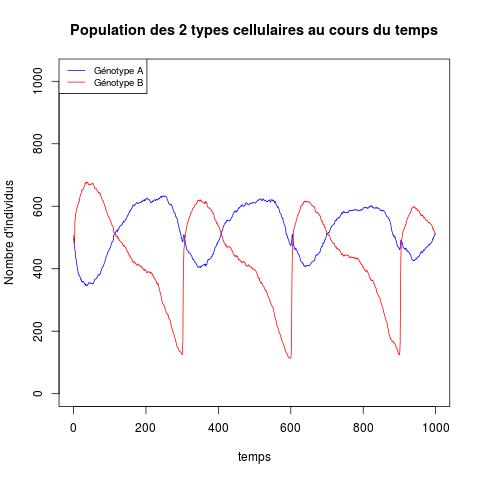 Population des 2 types cellulaires au cours du temps
Génotype A
Génotype B
Nombre d'individus
0
200
400
600
800
1000
0
200
400
600
800
1000
temps